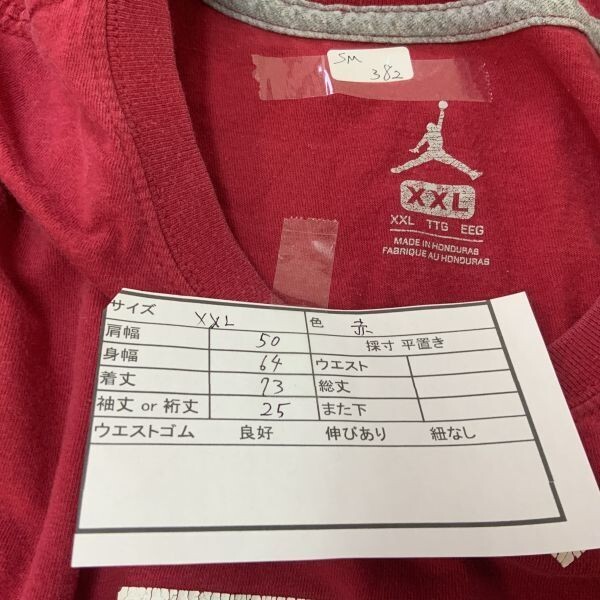 SM
382
XXL
XXL TTG EEG
MADE IN HONDURAS
FABRIQUE AU HONDURAS
サイズ XXL 色 赤
肩幅 50 採寸 平置き
身幅 64 ウエスト
着丈 73 総丈
袖丈 or 裄丈 25 また下
ウエストゴム 良好 伸びあり 紐なし